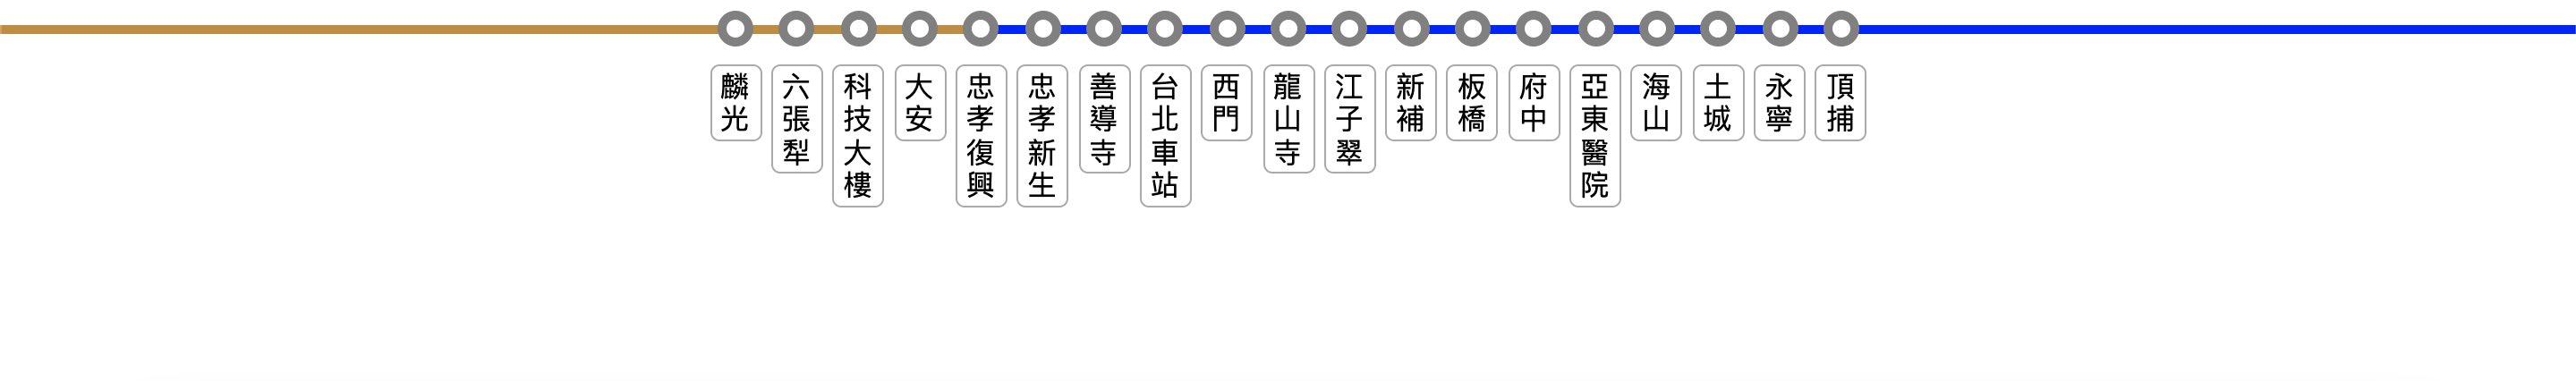 麟光
六張犁
科技大樓
大安
忠孝復興
忠孝新生
善導寺
台北車站
西門
龍山寺
江子翠
新補
板橋
府中
亞東醫院
海山
土城
永寧
頂捕